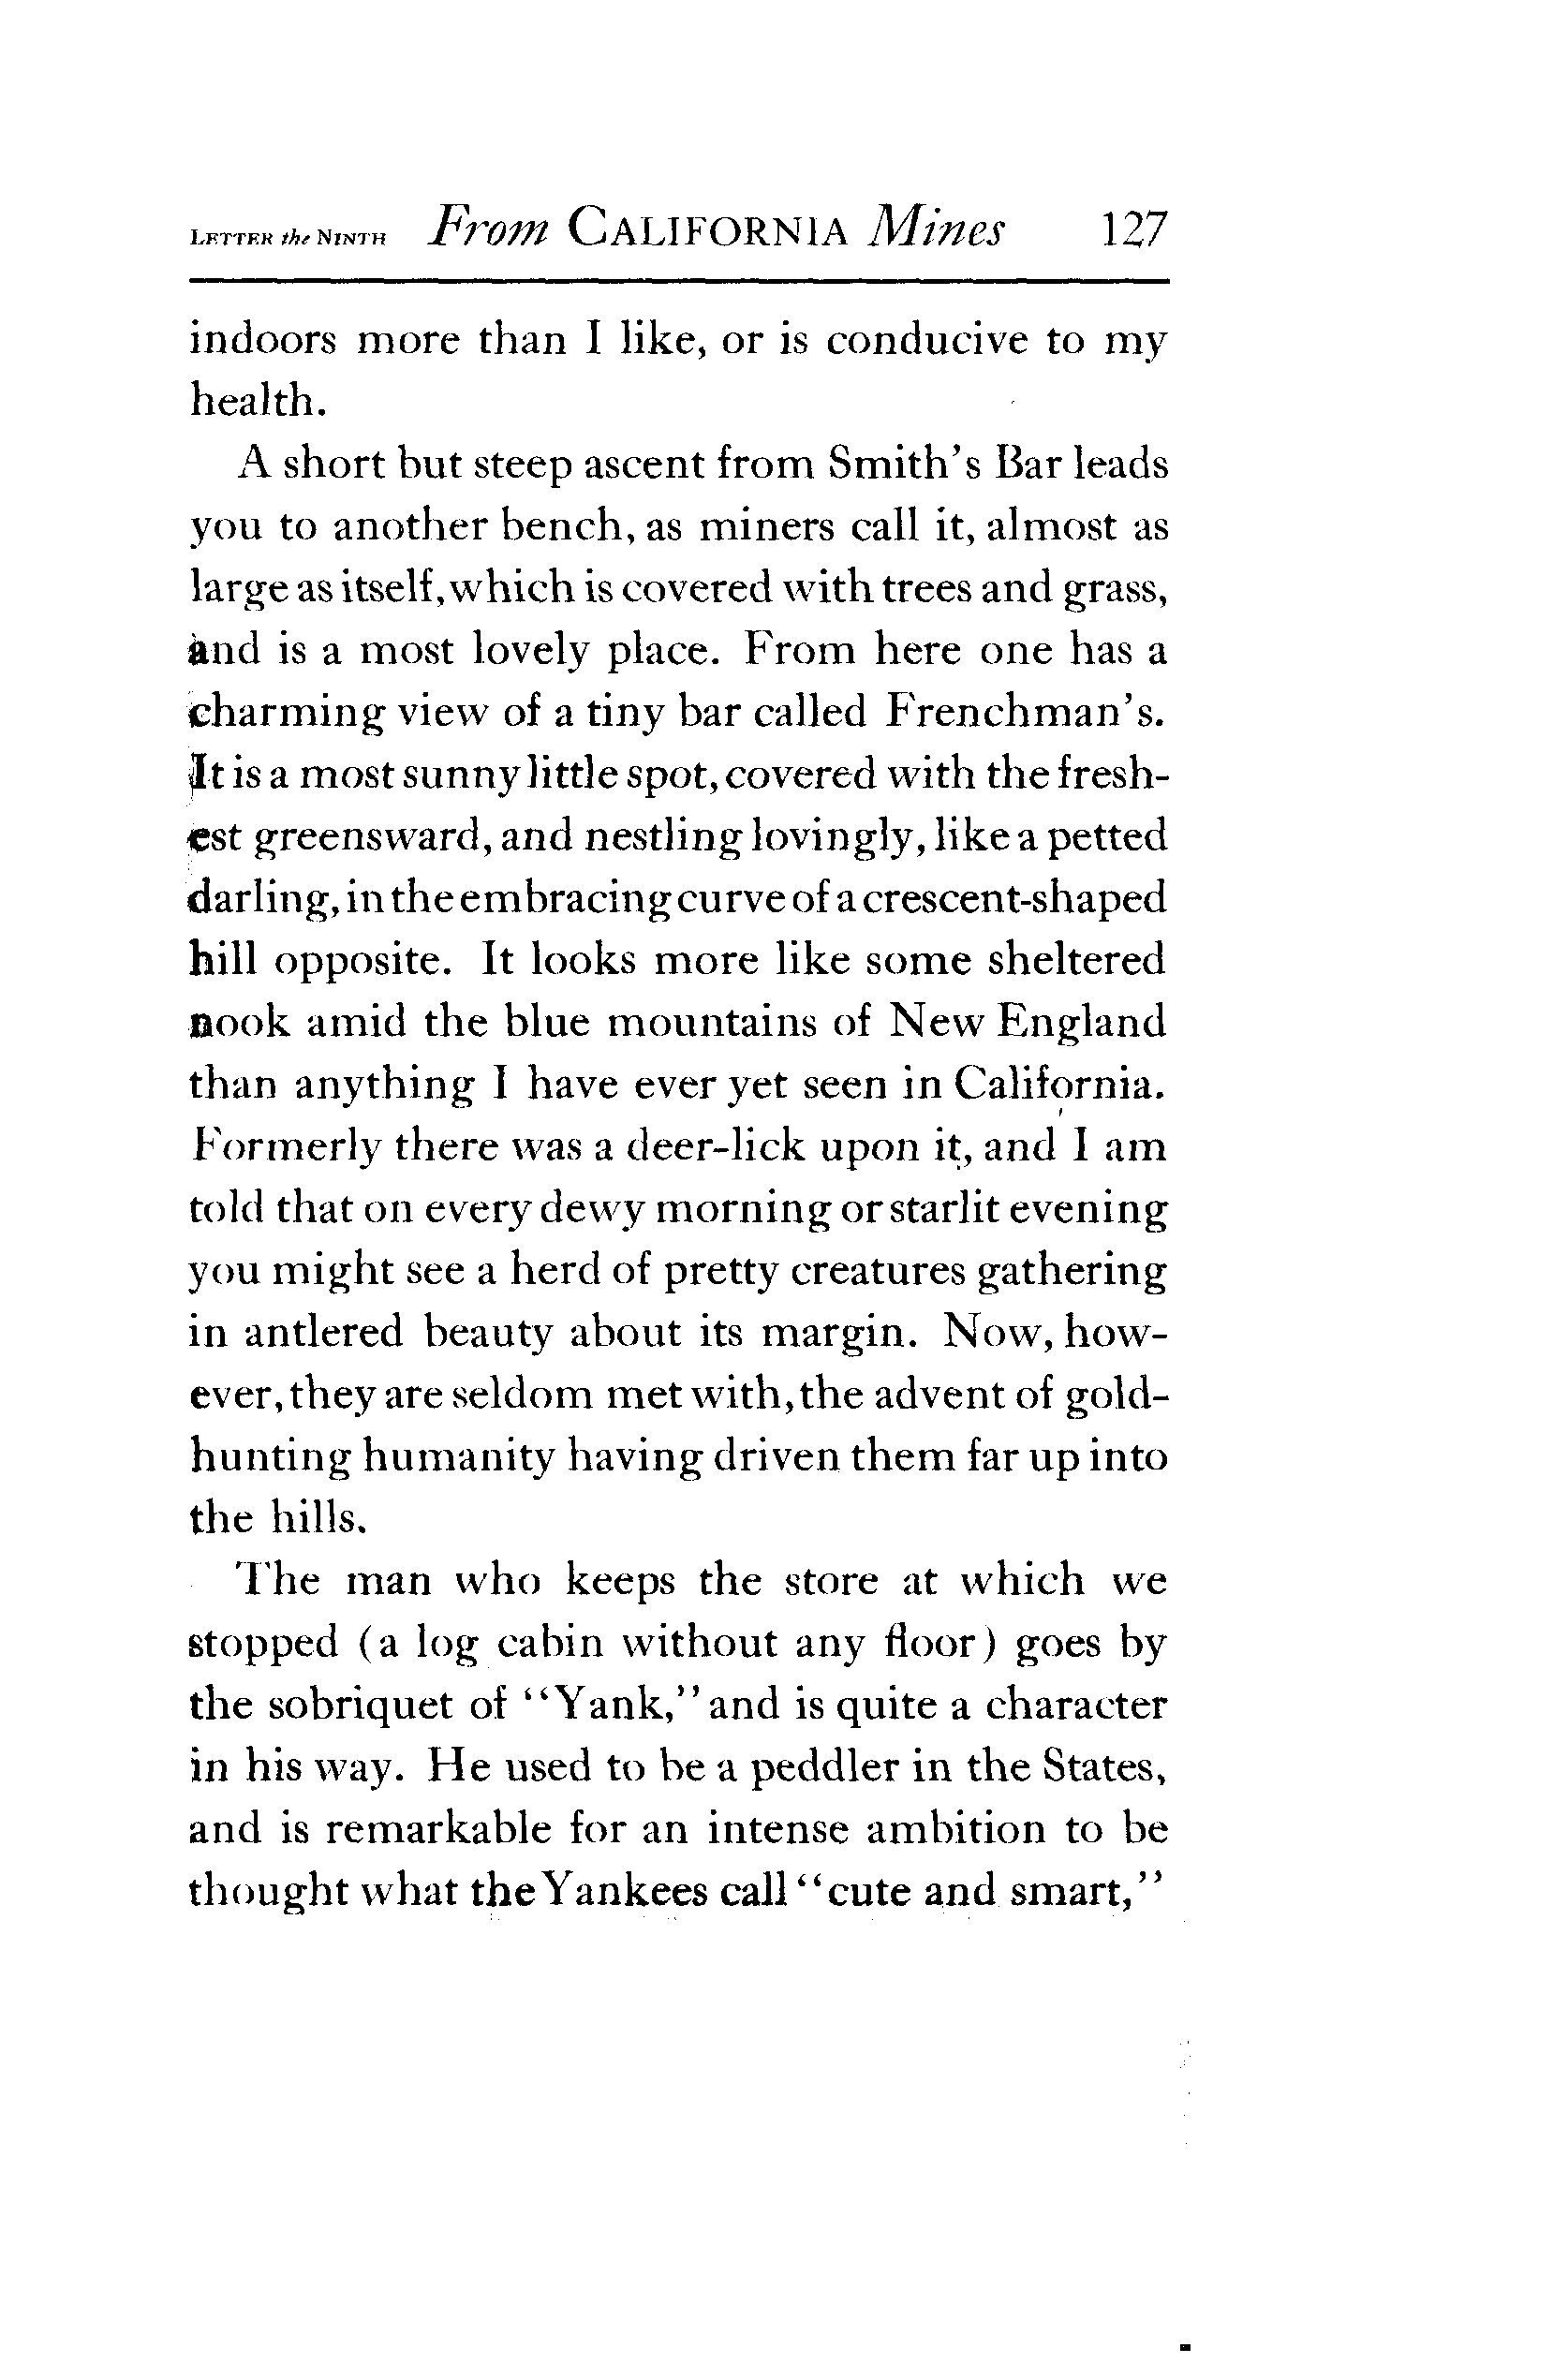 LETTER the NINTH From CALIFORNIA Mines 127
indoors more than I like, or is conducive to my
health.
A short but steep ascent from Smith's Bar leads
you to another bench, as miners call it, almost as
large as itself, which is covered with trees and grass,
and is a most lovely place. From here one has a
charming view of a tiny bar called Frenchman's.
It is a most sunny little spot, covered with the fresh-
est greensward, and nestling lovingly, like a petted
darling, in the embracing curve of a crescent-shaped
hill opposite. It looks more like some sheltered
nook amid the blue mountains of New England
than anything I have ever yet seen in California.
Formerly there was a deer-lick upon it, and I am
told that on every dewy morning or starlit evening
you might see a herd of pretty creatures gathering
in antlered beauty about its margin. Now, how-
ever, they are seldom met with, the advent of gold-
hunting humanity having driven them far up into
the hills.
The man who keeps the store at which we
stopped (a log cabin without any floor) goes by
the sobriquet of "Yank," and is quite a character
in his way. He used to be a peddler in the States,
and is remarkable for an intense ambition to be
thought what the Yankees call "cute and smart,"